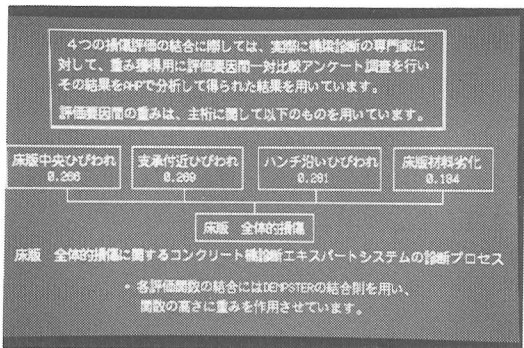 4つの損傷評価の結合に際しては、実際に橋梁診断の専門家に
対して、重み獲得用に評価要因間一対比較アンケート調査を行い
その結果をAHPで分析して得られた結果を用いています。
評価要因間の重みは、主桁に関して以下のものを用いています。
床版中央ひびわれ
0.266
支承付近ひびわれ
0.269
ハンチ沿いひびわれ
0.281
床版材料劣化
0.184
床版 全体的損傷
床版 全体的損傷に関するコンクリート橋診断エキスパートシステムの診断プロセス
・各評価関数の結合にはDEMPSTERの結合則を用い、
関数の高さに重みを作用させています。